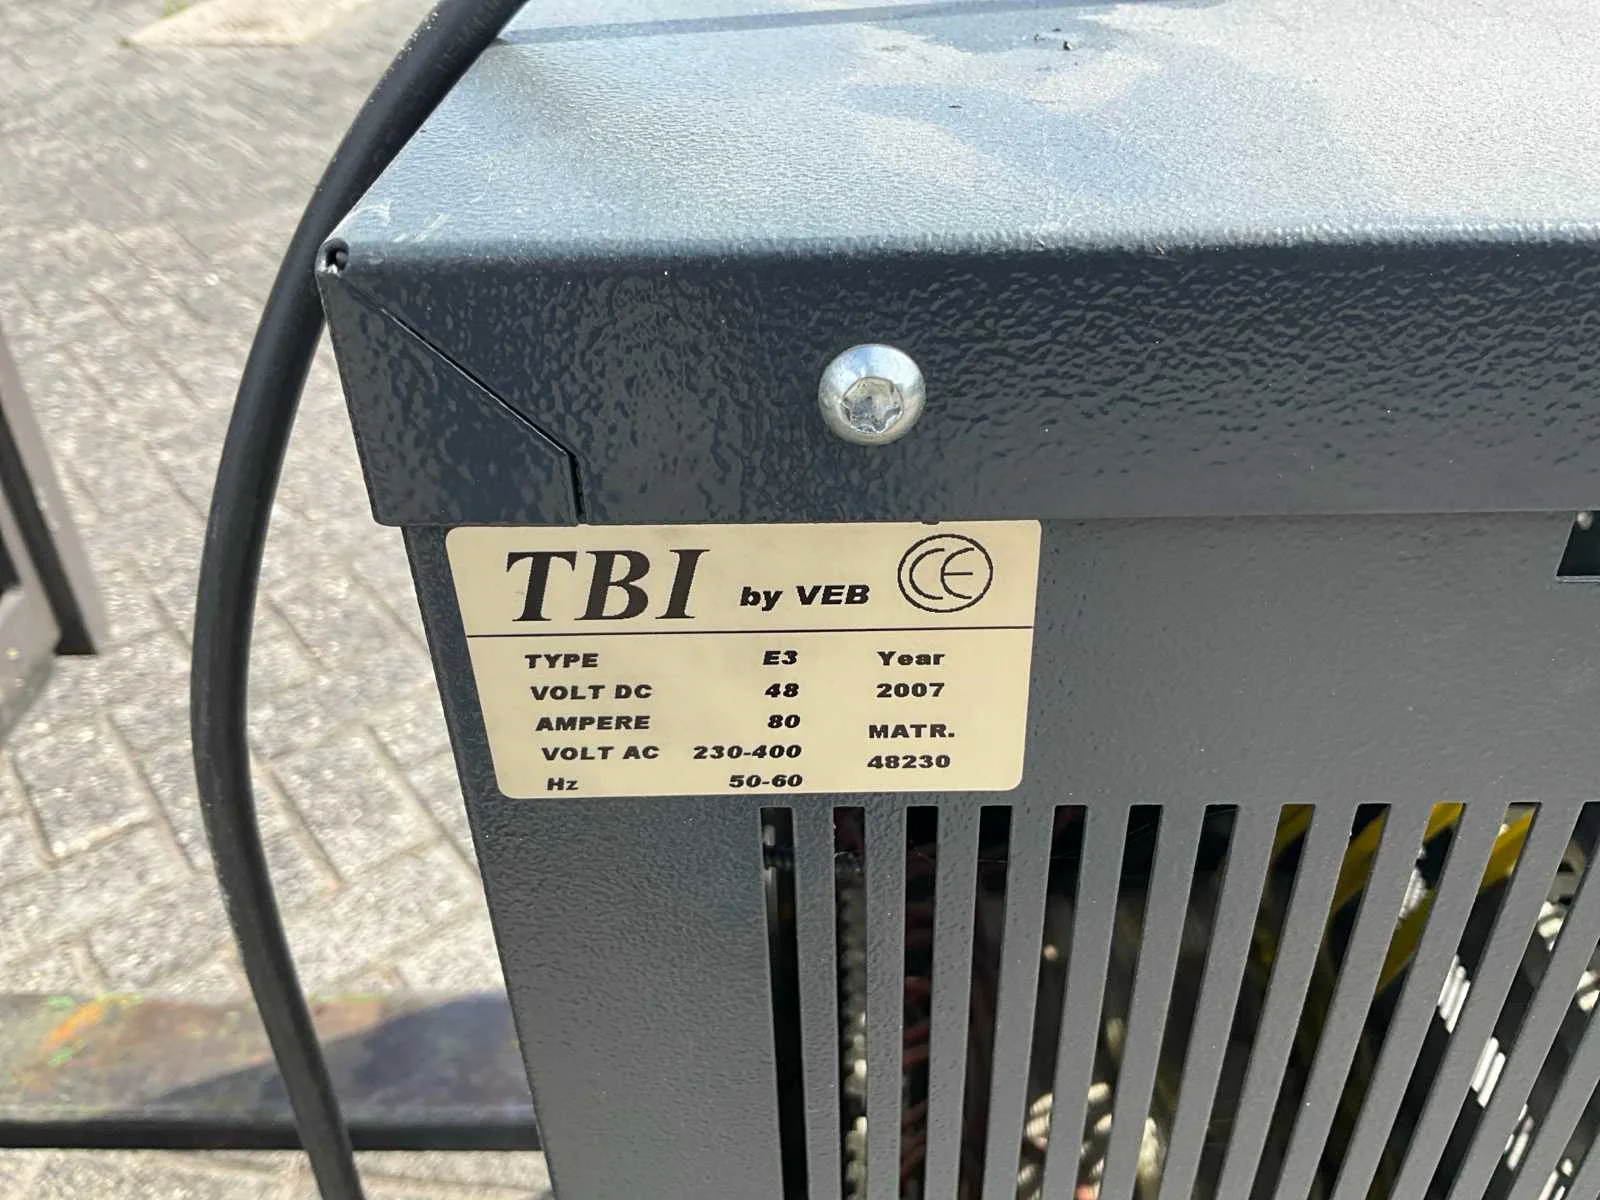 TBI by VEB CE
TYPE E3 Year
VOLT DC 48 2007
AMPERE 80 MATR.
VOLT AC 230-400 48230
Hz 50-60